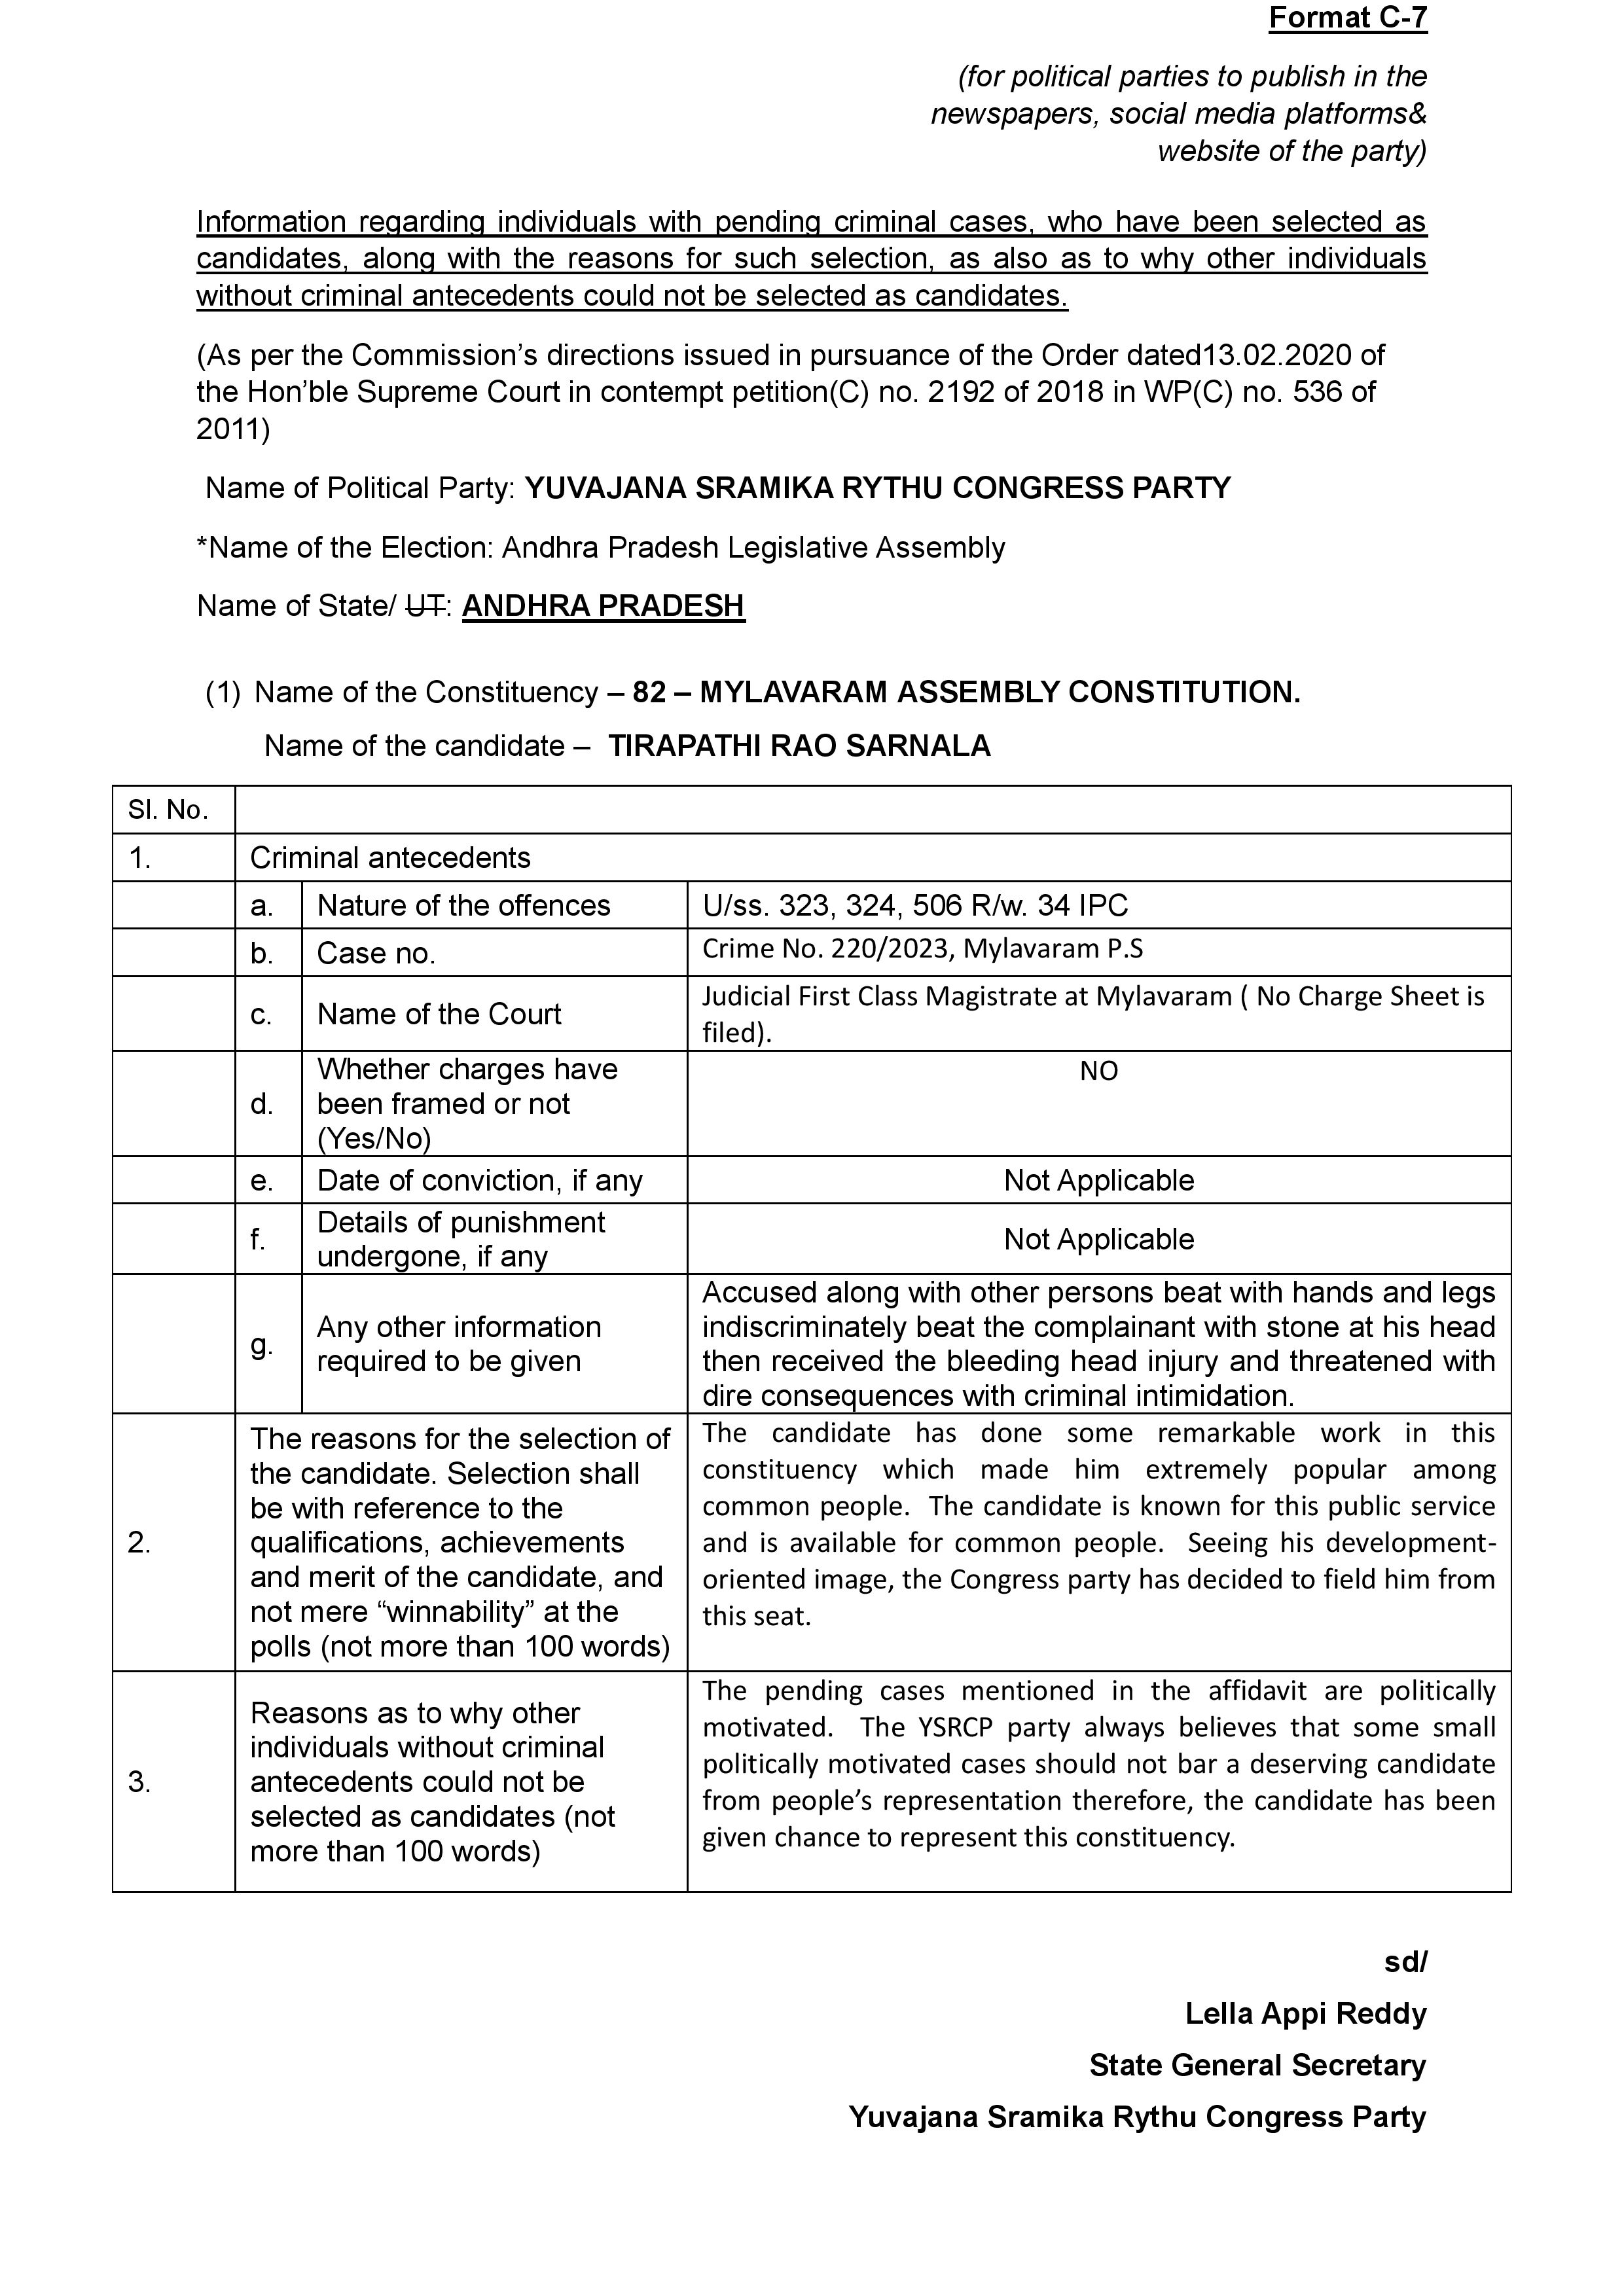 Format C-7
(for political parties to publish in the
newspapers, social media platforms&
website of the party)
Information regarding individuals with pending criminal cases, who have been selected as
candidates, along with the reasons for such selection, as also as to why other individuals
without criminal antecedents could not be selected as candidates.
(As per the Commission’s directions issued in pursuance of the Order dated13.02.2020 of
the Hon’ble Supreme Court in contempt petition(C) no. 2192 of 2018 in WP(C) no. 536 of
2011)
Name of Political Party: YUVAJANA SRAMIKA RYTHU CONGRESS PARTY
*Name of the Election: Andhra Pradesh Legislative Assembly
Name of State/ UT: ANDHRA PRADESH
(1) Name of the Constituency – 82 – MYLAVARAM ASSEMBLY CONSTITUTION.
Name of the candidate – TIRAPATHI RAO SARNALA
Sl. No.
1. Criminal antecedents
a. Nature of the offences U/ss. 323, 324, 506 R/w. 34 IPC
b. Case no. Crime No. 220/2023, Mylavaram P.S
c. Name of the Court
Judicial First Class Magistrate at Mylavaram ( No Charge Sheet is
filed).
d.
Whether charges have
been framed or not
(Yes/No)
NO
e. Date of conviction, if any Not Applicable
f.
Details of punishment
undergone, if any
Not Applicable
g.
Any other information
required to be given
Accused along with other persons beat with hands and legs
indiscriminately beat the complainant with stone at his head
then received the bleeding head injury and threatened with
dire consequences with criminal intimidation.
2.
The reasons for the selection of
the candidate. Selection shall
be with reference to the
qualifications, achievements
and merit of the candidate, and
not mere “winnability” at the
polls (not more than 100 words)
The candidate has done some remarkable work in this
constituency which made him extremely popular among
common people. The candidate is known for this public service
and is available for common people. Seeing his development-
oriented image, the Congress party has decided to field him from
this seat.
3.
Reasons as to why other
individuals without criminal
antecedents could not be
selected as candidates (not
more than 100 words)
The pending cases mentioned in the affidavit are politically
motivated. The YSRCP party always believes that some small
politically motivated cases should not bar a deserving candidate
from people’s representation therefore, the candidate has been
given chance to represent this constituency.
sd/
Lella Appi Reddy
State General Secretary
Yuvajana Sramika Rythu Congress Party